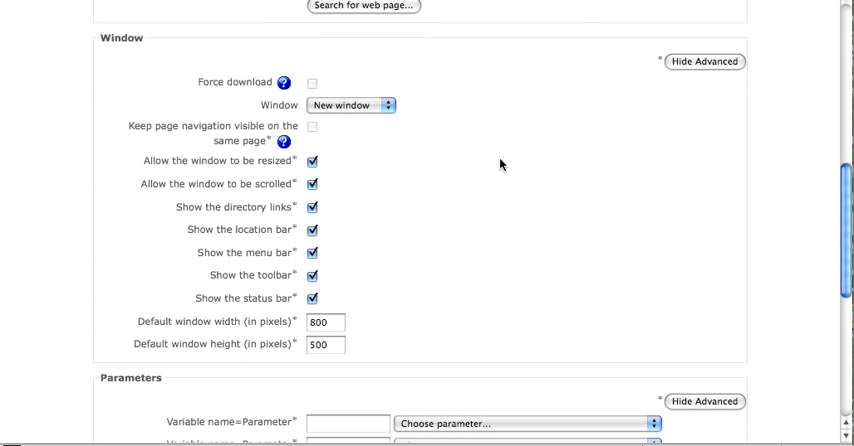 Search for web page...
Window
* Hide Advanced
Force download ?
Window New window
Keep page navigation visible on the
same page* ?
Allow the window to be resized*
Allow the window to be scrolled*
Show the directory links*
Show the location bar*
Show the menu bar*
Show the toolbar*
Show the status bar*
Default window width (in pixels)* 800
Default window height (in pixels)* 500
Parameters
* Hide Advanced
Variable name=Parameter* Choose parameter...